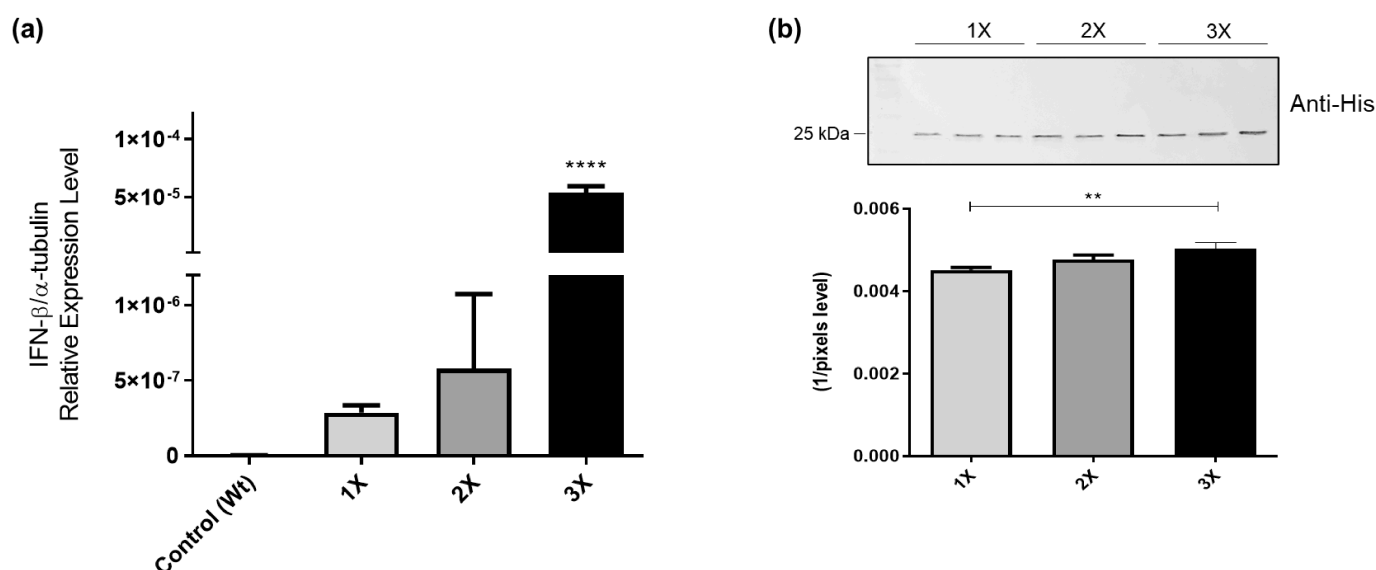 (a)
IFN-β/α-tubulin
Relative Expression Level
1×10⁻⁴
5×10⁻⁵
1×10⁻⁶
5×10⁻⁷
0
****
Control (Wt)
1X
2X
3X
(b)
1X 2X 3X
25 kDa
Anti-His
**
(1/pixels level)
0.006
0.004
0.002
0.000
1X
2X
3X